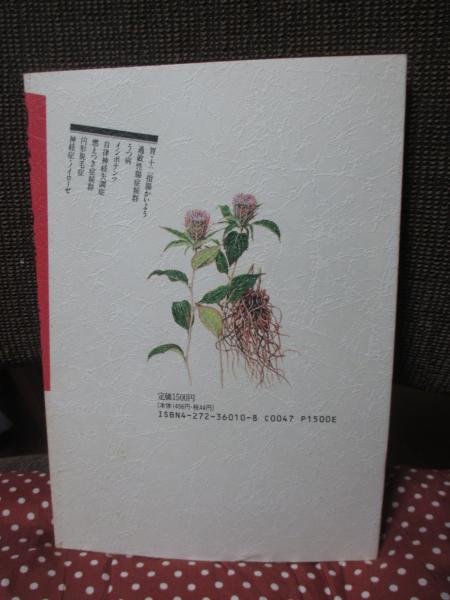 胃・十二指腸かいよう
過敏性腸症候群
うつ病
インポテンツ
自律神経失調症
燃えつき症候群
円形脱毛症
神経症・ノイローゼ
定価1500円
[本体1456円・税44円]
ISBN4-272-36010-8 C0047 P1500E